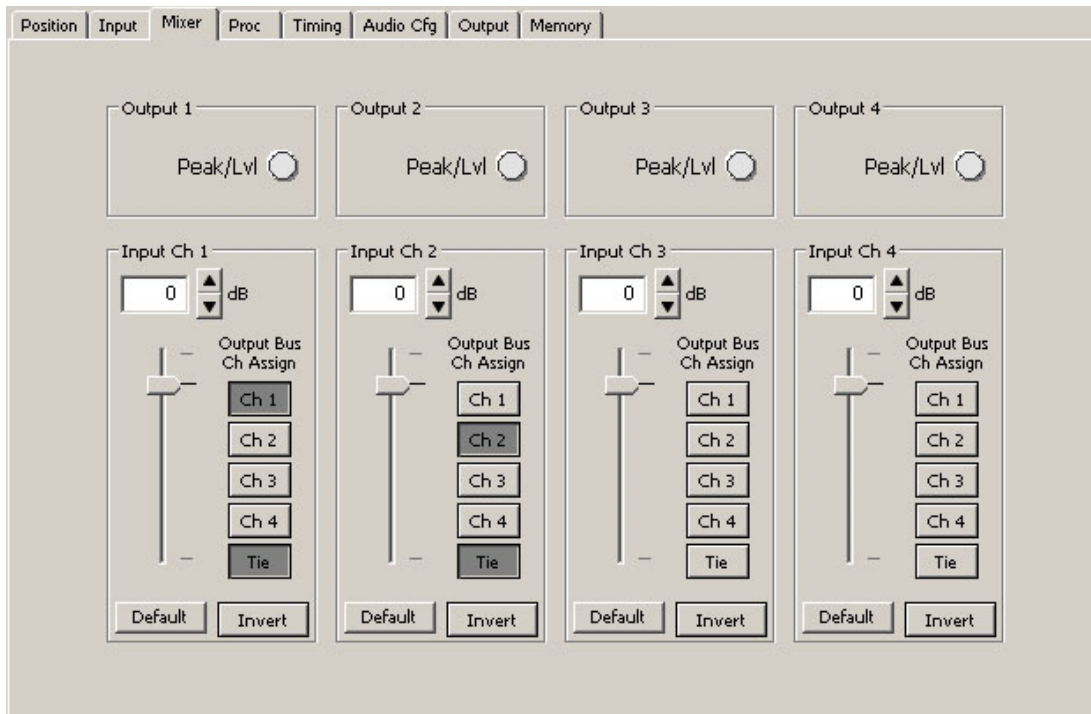 Position Input Mixer Proc Timing Audio Cfg Output Memory
Output 1 Output 2 Output 3 Output 4
Peak/Lvl Peak/Lvl Peak/Lvl Peak/Lvl
Input Ch 1 Input Ch 2 Input Ch 3 Input Ch 4
0 dB 0 dB 0 dB 0 dB
Output Bus Output Bus Output Bus Output Bus
Ch Assign Ch Assign Ch Assign Ch Assign
Ch 1 Ch 1 Ch 1 Ch 1
Ch 2 Ch 2 Ch 2 Ch 2
Ch 3 Ch 3 Ch 3 Ch 3
Ch 4 Ch 4 Ch 4 Ch 4
Tie Tie Tie Tie
Default Invert Default Invert Default Invert Default Invert